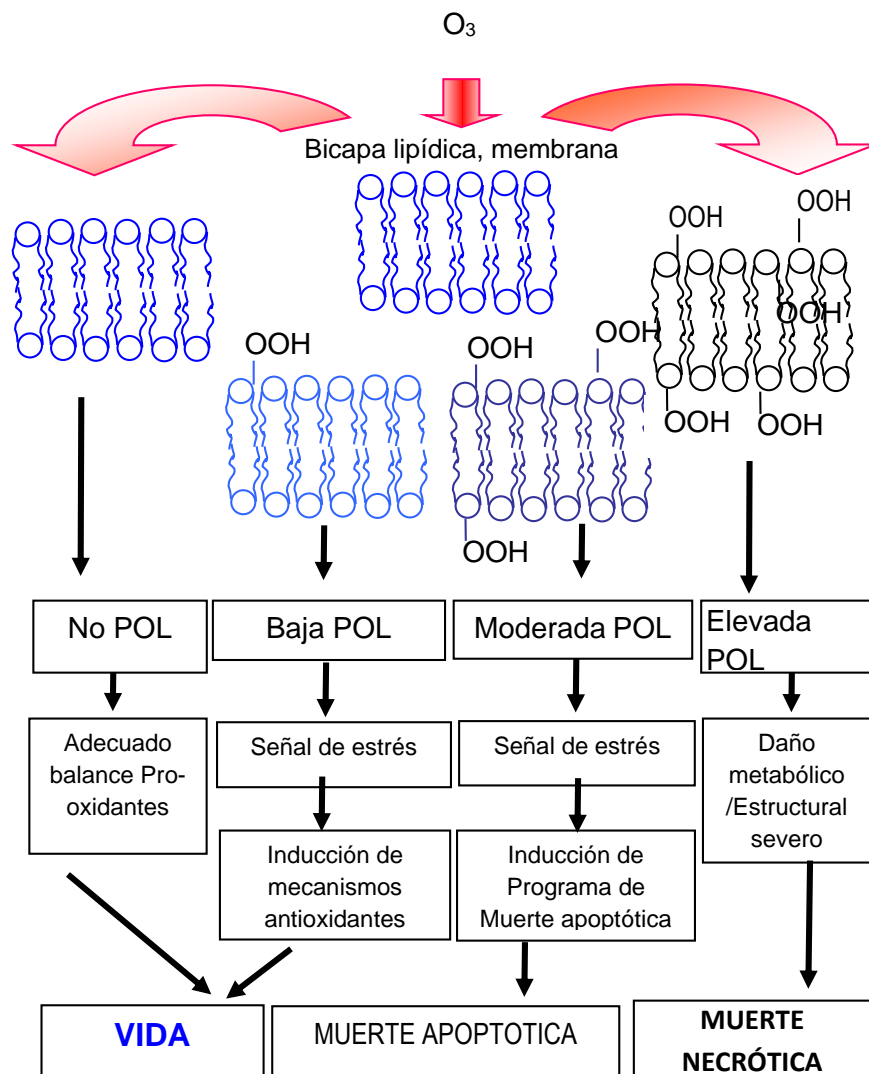 O₃
Bicapa lipídica, membrana
OOH
OOH
OOH
OOH
OOH
OOH
OOH
OOH
OOH
No POL
Baja POL
Moderada POL
Elevada
POL
Adecuado
balance Pro-
oxidantes
Señal de estrés
Señal de estrés
Daño
metabólico
/Estructural
severo
Inducción de
mecanismos
antioxidantes
Inducción de
Programa de
Muerte apoptótica
VIDA
MUERTE APOPTOTICA
MUERTE
NECRÓTICA